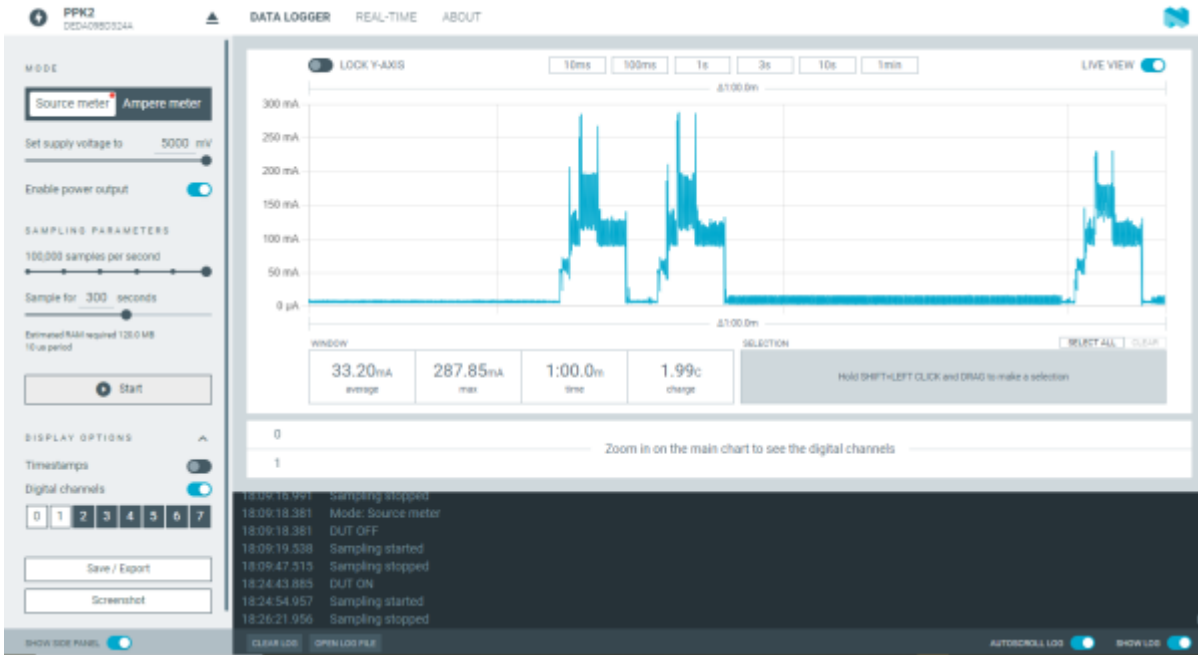 PPK2
DATA LOGGER REAL-TIME ABOUT
MODE
Source meter Ampere meter
Set supply voltage to 5000 mV
Enable power output
SAMPLING PARAMETERS
100,000 samples per second
Sample for 300 seconds
Estimated RAM required 120.0 MB
10 us period
Start
DISPLAY OPTIONS
Timestamps
Digital channels
0 1 2 3 4 5 6 7
Save / Export
Screenshot
SHOW SIDE PANEL
LOCK Y-AXIS 10ms 100ms 1s 3s 10s 1min LIVE VIEW
Δ1:00.0m
300 mA
250 mA
200 mA
150 mA
100 mA
50 mA
0 µA
Δ1:00.0m
WINDOW SELECTION SELECT ALL CLEAR
33.20mA 287.85mA 1:00.0m 1.99c
average max time charge
Hold SHIFT+LEFT CLICK and DRAG to make a selection
0
Zoom in on the main chart to see the digital channels
1
18:09:16.991 Sampling stopped
18:09:18.381 Mode: Source meter
18:09:18.381 DUT OFF
18:09:19.538 Sampling started
18:09:47.515 Sampling stopped
18:24:43.885 DUT ON
18:24:54.957 Sampling started
18:26:21.956 Sampling stopped
CLEAR LOG OPEN LOG FILE AUTOSCROLL LOG SHOW LOG